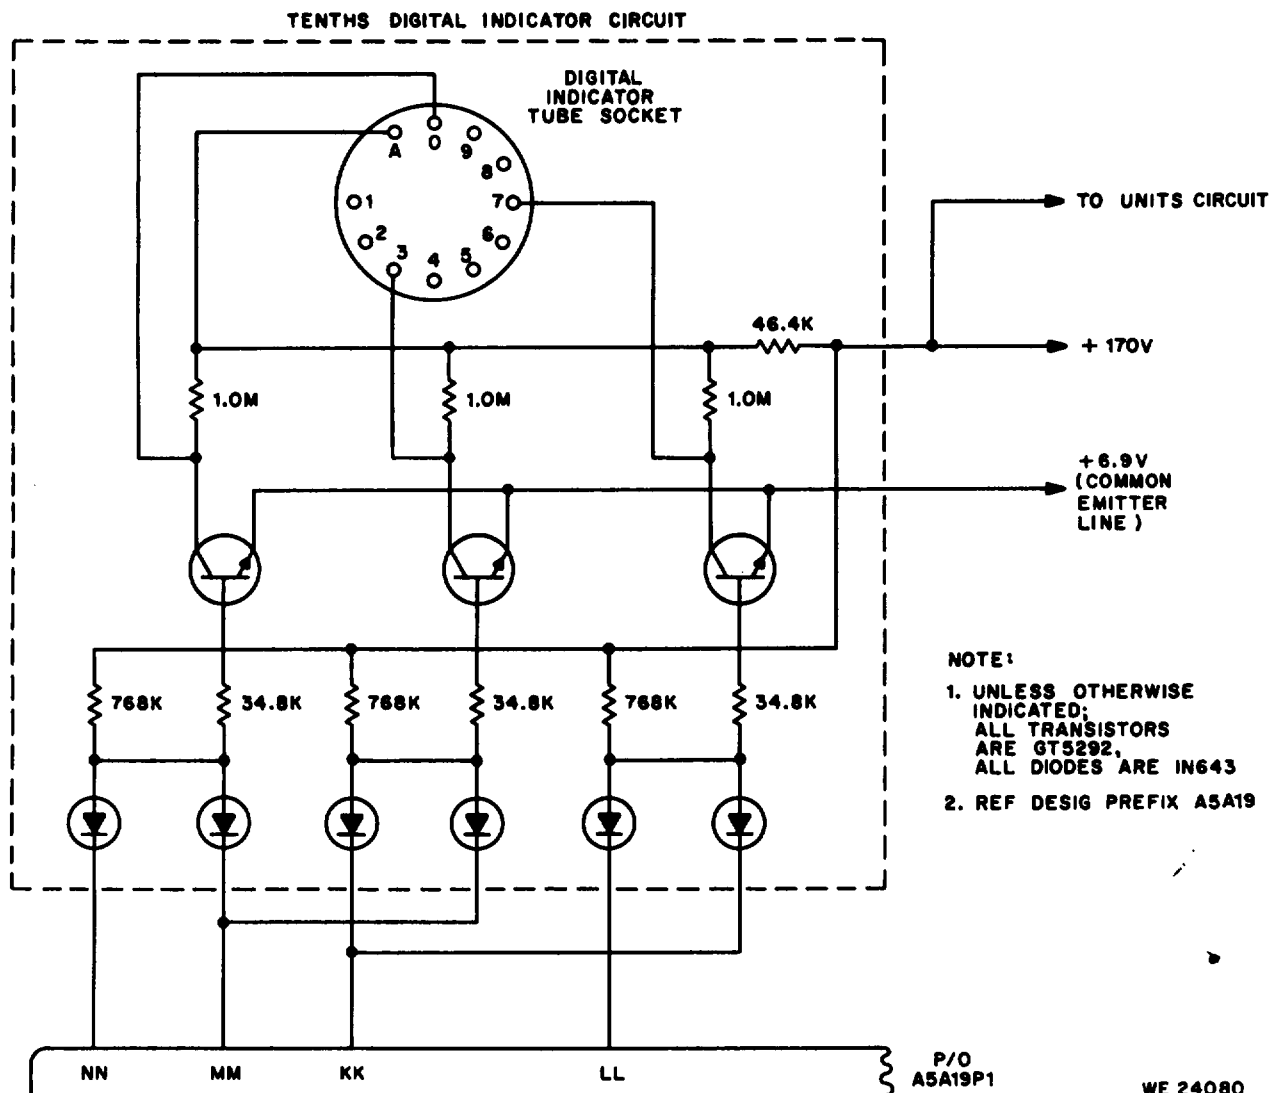 TENTHS DIGITAL INDICATOR CIRCUIT
DIGITAL
INDICATOR
TUBE SOCKET
A
0
9
8
7
6
5
4
3
2
1
TO UNITS CIRCUIT
46.4K
+ 170V
1.0M
1.0M
1.0M
+6.9V
(COMMON
EMITTER
LINE)
768K
34.8K
768K
34.8K
768K
34.8K
NOTE:
1. UNLESS OTHERWISE
INDICATED;
ALL TRANSISTORS
ARE GT5292,
ALL DIODES ARE IN643
2. REF DESIG PREFIX A5A19
NN
MM
KK
LL
P/O
A5A19P1
WE 24080